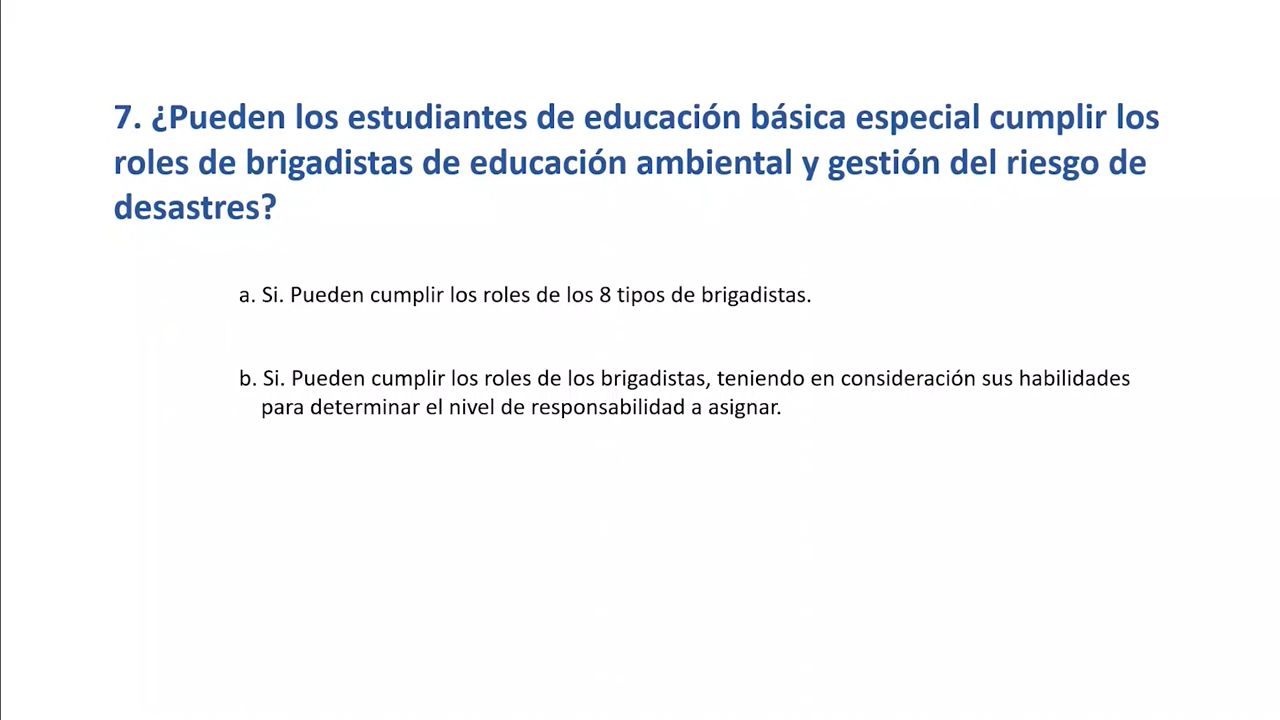 7. ¿Pueden los estudiantes de educación básica especial cumplir los
roles de brigadistas de educación ambiental y gestión del riesgo de
desastres?
a. Si. Pueden cumplir los roles de los 8 tipos de brigadistas.
b. Si. Pueden cumplir los roles de los brigadistas, teniendo en consideración sus habilidades
para determinar el nivel de responsabilidad a asignar.